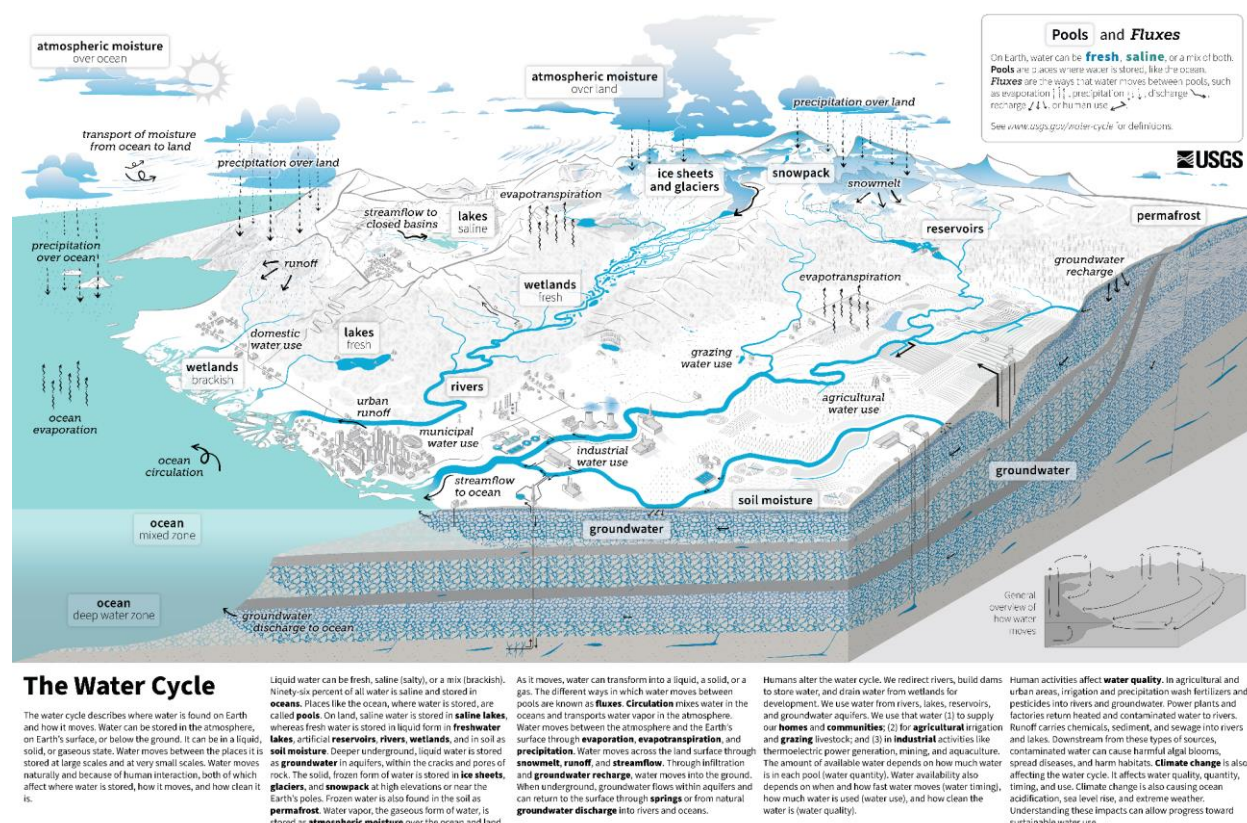 atmospheric moisture
over ocean
transport of moisture
from ocean to land
precipitation over land
precipitation
over ocean
runoff
streamflow to
closed basins
lakes
saline
evapotranspiration
atmospheric moisture
over land
precipitation over land
ice sheets
and glaciers
snowpack
snowmelt
Pools and Fluxes
On Earth, water can be fresh, saline, or a mix of both.
Pools are places where water is stored, like the ocean.
Fluxes are the ways that water moves between pools, such
as evaporation, precipitation, discharge,
recharge, or human use.
See www.usgs.gov/water-cycle for definitions.
USGS
permafrost
reservoirs
groundwater
recharge
wetlands
fresh
evapotranspiration
domestic
water use
lakes
fresh
wetlands
brackish
rivers
grazing
water use
ocean
evaporation
urban
runoff
municipal
water use
agricultural
water use
ocean
circulation
industrial
water use
streamflow
to ocean
soil moisture
groundwater
groundwater
ocean
mixed zone
ocean
deep water zone
groundwater
discharge to ocean
General
overview of
how water
moves
The Water Cycle
The water cycle describes where water is found on Earth
and how it moves. Water can be stored in the atmosphere,
on Earth's surface, or below the ground. It can be in a liquid,
solid, or gaseous state. Water moves between the places it is
stored at large scales and at very small scales. Water moves
naturally and because of human interaction, both of which
affect where water is stored, how it moves, and how clean it
is.
Liquid water can be fresh, saline (salty), or a mix (brackish).
Ninety-six percent of all water is saline and stored in
oceans. Places like the ocean, where water is stored, are
called pools. On land, saline water is stored in saline lakes,
whereas fresh water is stored in liquid form in freshwater
lakes, artificial reservoirs, rivers, wetlands, and in soil as
soil moisture. Deeper underground, liquid water is stored
as groundwater in aquifers, within the cracks and pores of
rock. The solid, frozen form of water is stored in ice sheets,
glaciers, and snowpack at high elevations or near the
Earth's poles. Frozen water is also found in the soil as
permafrost. Water vapor, the gaseous form of water, is
stored as atmospheric moisture over the ocean and land.
As it moves, water can transform into a liquid, a solid, or a
gas. The different ways in which water moves between
pools are known as fluxes. Circulation mixes water in the
oceans and transports water vapor in the atmosphere.
Water moves between the atmosphere and the Earth's
surface through evaporation, evapotranspiration, and
precipitation. Water moves across the land surface through
snowmelt, runoff, and streamflow. Through infiltration
and groundwater recharge, water moves into the ground.
When underground, groundwater flows within aquifers and
can return to the surface through springs or from natural
groundwater discharge into rivers and oceans.
Humans alter the water cycle. We redirect rivers, build dams
to store water, and drain water from wetlands for
development. We use water from rivers, lakes, reservoirs,
and groundwater aquifers. We use that water (1) to supply
our homes and communities; (2) for agricultural irrigation
and grazing livestock; and (3) in industrial activities like
thermoelectric power generation, mining, and aquaculture.
The amount of available water depends on how much water
is in each pool (water quantity). Water availability also
depends on when and how fast water moves (water timing),
how much water is used (water use), and how clean the
water is (water quality).
Human activities affect water quality. In agricultural and
urban areas, irrigation and precipitation wash fertilizers and
pesticides into rivers and groundwater. Power plants and
factories return heated and contaminated water to rivers.
Runoff carries chemicals, sediment, and sewage into rivers
and lakes. Downstream from these types of sources,
contaminated water can cause harmful algal blooms,
spread diseases, and harm habitats. Climate change is also
affecting the water cycle. It affects water quality, quantity,
timing, and use. Climate change is also causing ocean
acidification, sea level rise, and extreme weather.
Understanding these impacts can allow progress toward
sustainable water use.